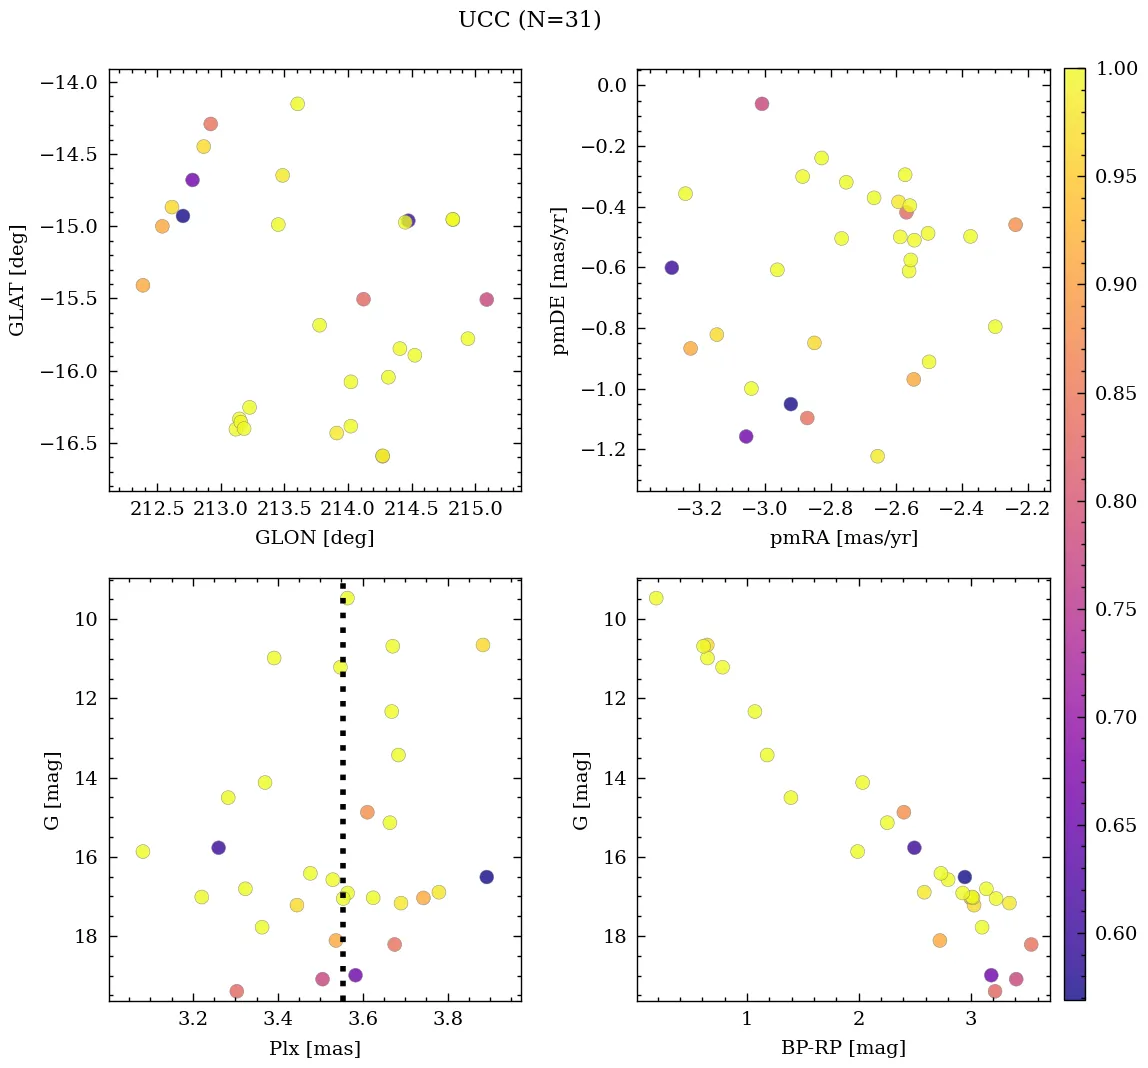 UCC (N=31)
−14.0
−14.5
−15.0
−15.5
−16.0
−16.5
GLAT [deg]
212.5 213.0 213.5 214.0 214.5 215.0
GLON [deg]
0.0
−0.2
−0.4
−0.6
−0.8
−1.0
−1.2
pmDE [mas/yr]
−3.2 −3.0 −2.8 −2.6 −2.4 −2.2
pmRA [mas/yr]
1.00
0.95
0.90
0.85
0.80
0.75
0.70
0.65
0.60
10
12
14
16
18
G [mag]
3.2 3.4 3.6 3.8
Plx [mas]
10
12
14
16
18
G [mag]
1 2 3
BP-RP [mag]